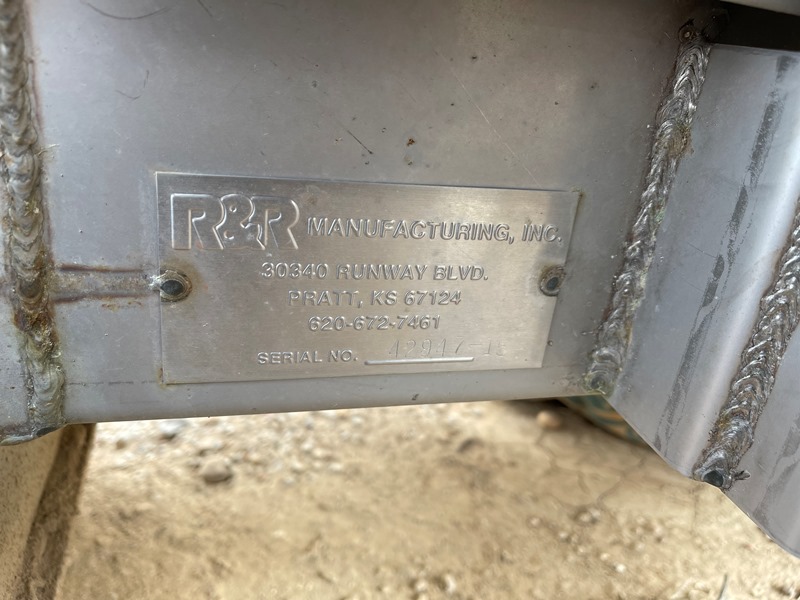 R&R MANUFACTURING, INC.
30340 RUNWAY BLVD.
PRATT, KS 67124
620-672-7461
SERIAL NO.